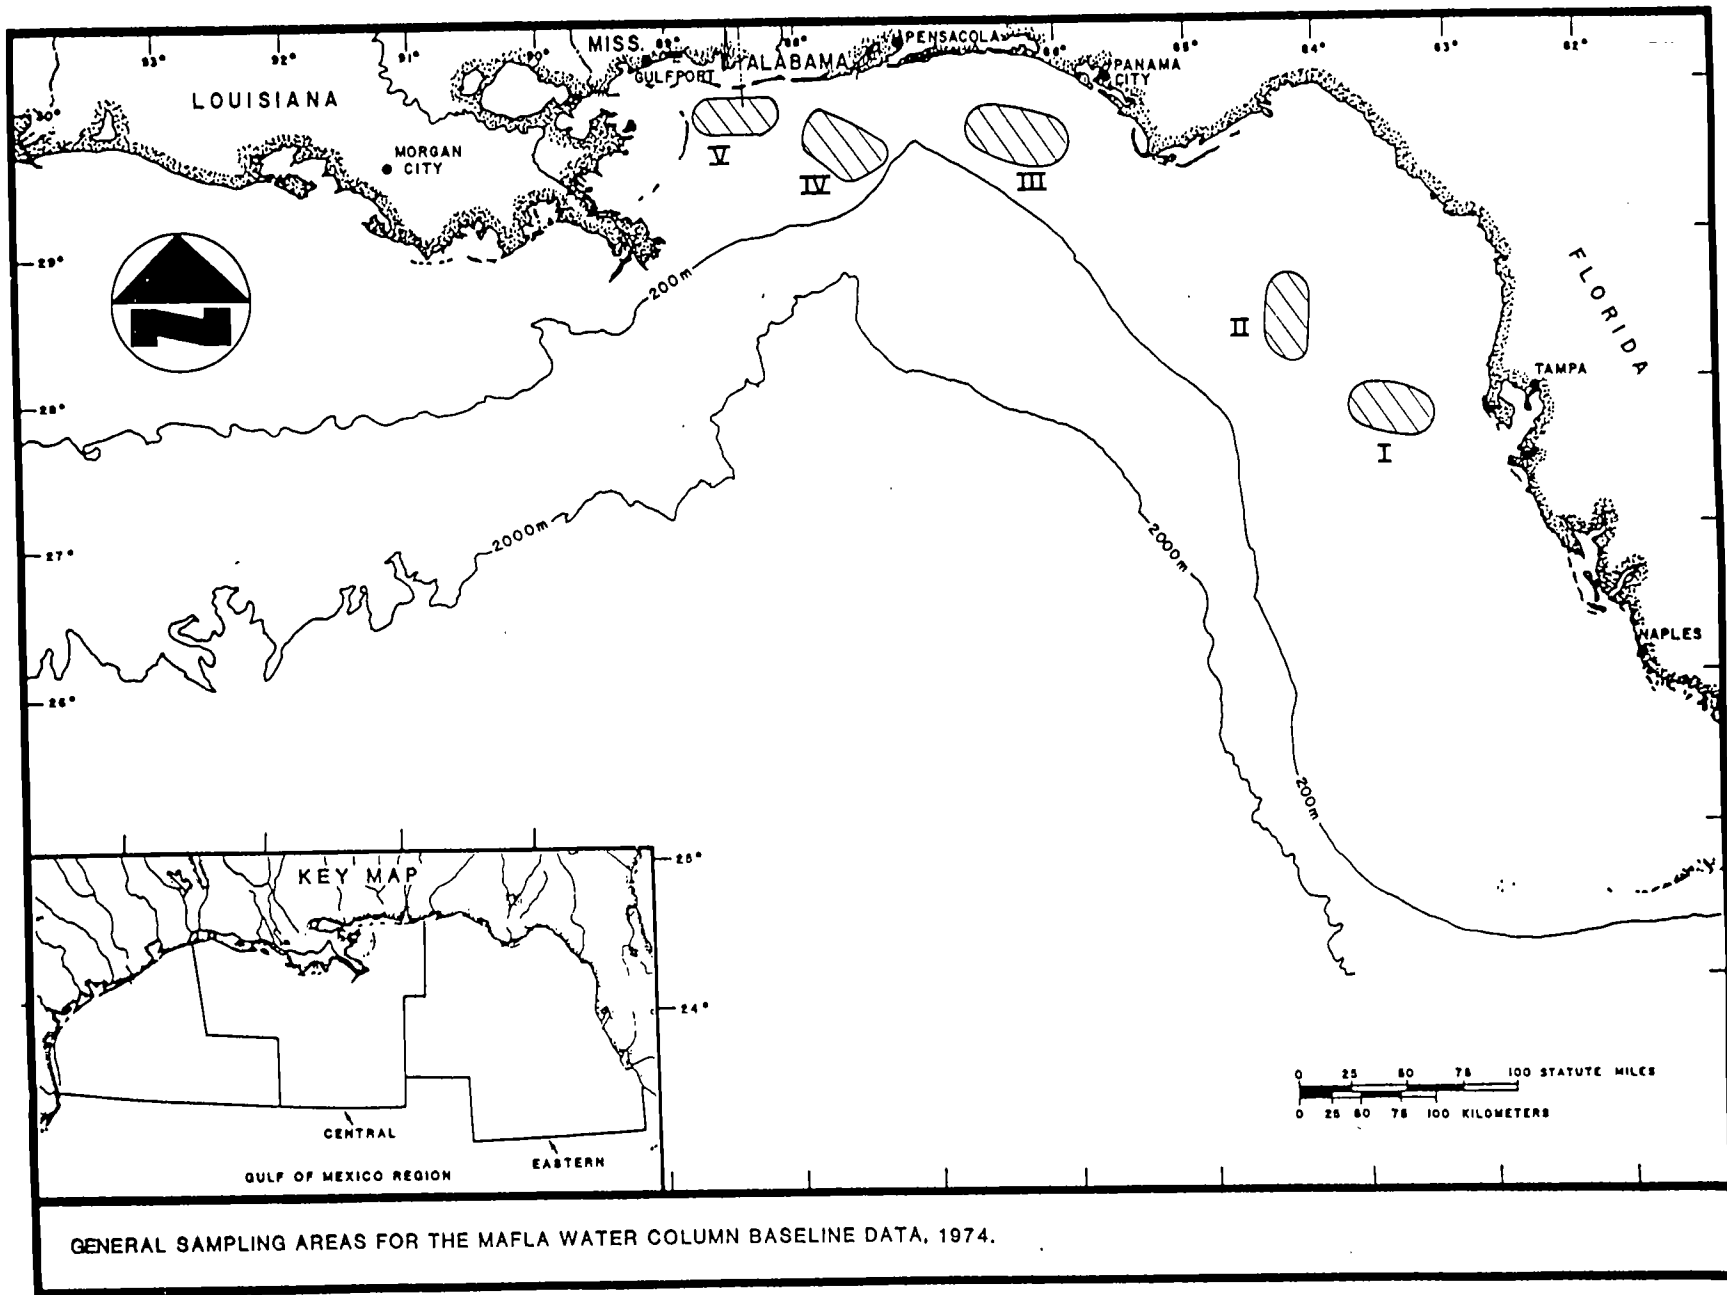 93° 92° 91° 90° 89° 88° 86° 85° 84° 83° 82°
MISS.
GULFPORT
ALABAMA
PENSACOLA
PANAMA
CITY
LOUISIANA
MORGAN
CITY
30°
V
IV
III
29°
N
200m
FLORIDA
II
TAMPA
28°
I
2000m
2000m
27°
NAPLES
26°
200m
25°
KEY MAP
24°
CENTRAL
EASTERN
GULF OF MEXICO REGION
0 25 50 75 100 STATUTE MILES
0 25 50 75 100 KILOMETERS
GENERAL SAMPLING AREAS FOR THE MAFLA WATER COLUMN BASELINE DATA, 1974.